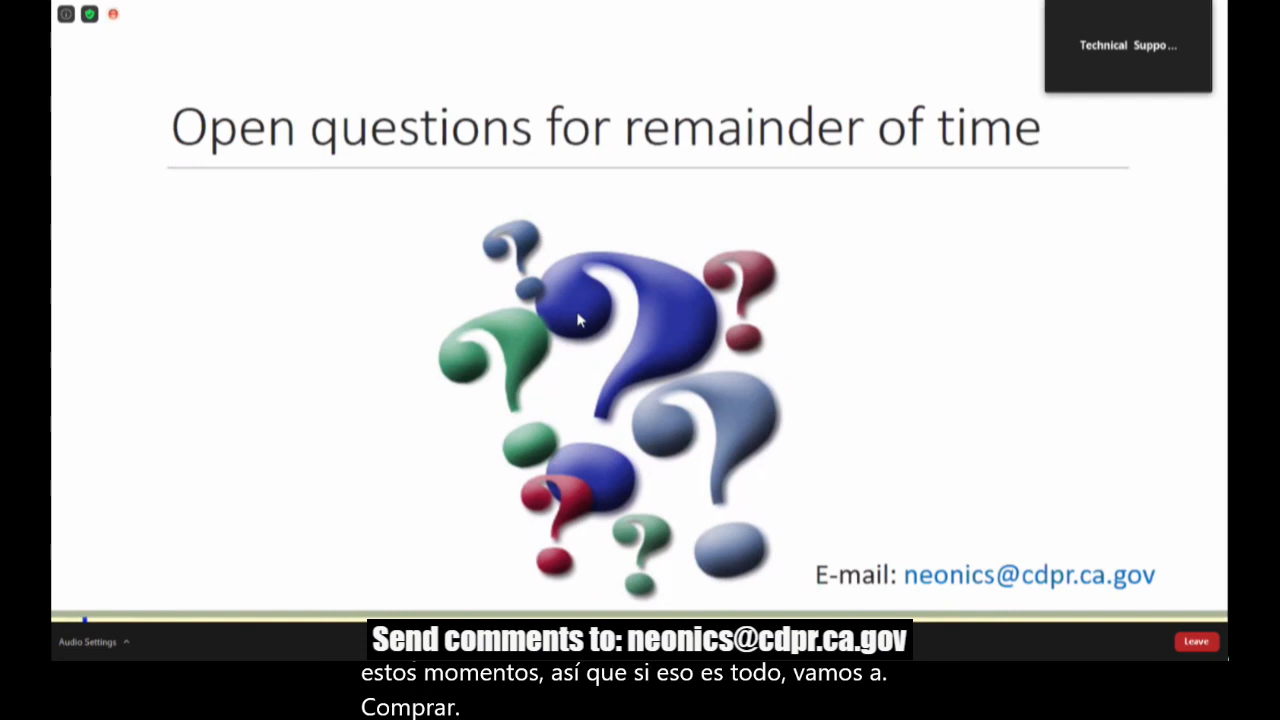 Technical Suppo...
Open questions for remainder of time
E-mail: neonics@cdpr.ca.gov
Audio Settings
Send comments to: neonics@cdpr.ca.gov
Leave
estos momentos, así que si eso es todo, vamos a.
Comprar.